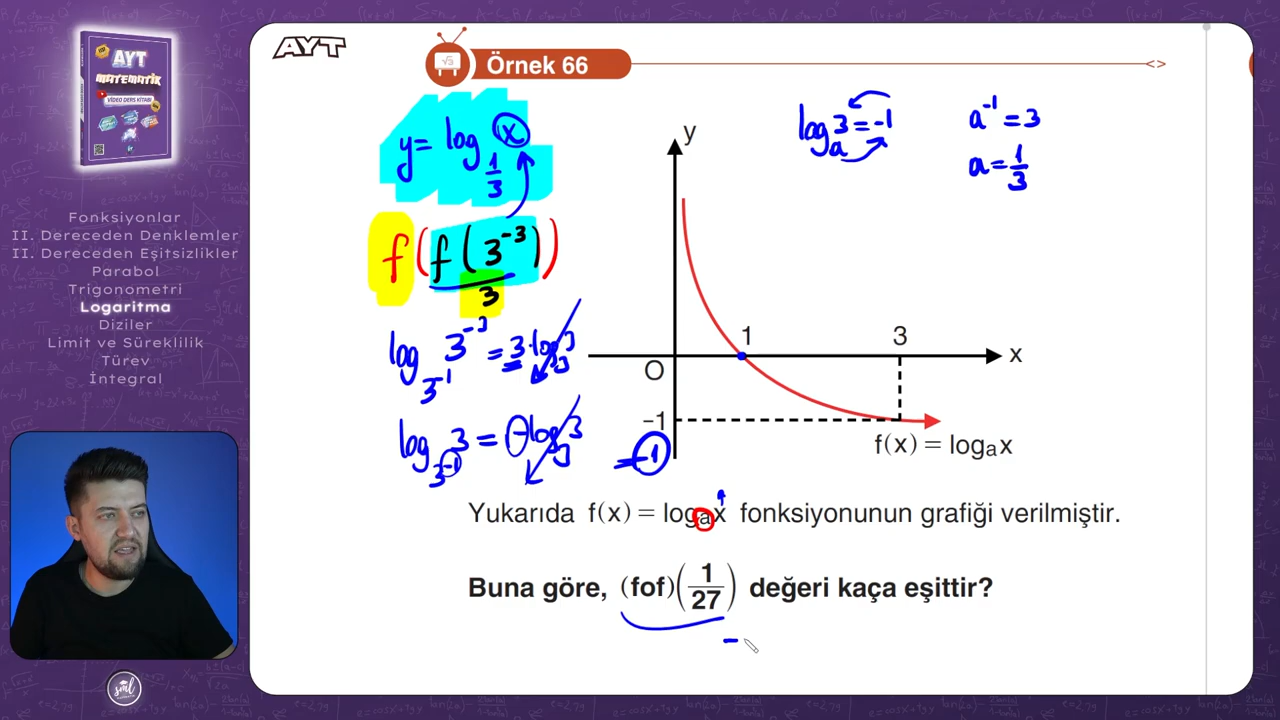 AYT
MATEMATİK
VİDEO DERS KİTABI
Fonksiyonlar
II. Dereceden Denklemler
II. Dereceden Eşitsizlikler
Parabol
Trigonometri
Logaritma
Diziler
Limit ve Süreklilik
Türev
İntegral
sml
AYT
√5
Örnek 66
<>
y = log_{1/3} x
f(f(3^{-3}))
3
log_{3^{-1}} 3^{-3} = 3·log_3 3
log_{3^{-1}} 3 = -log_3 3
-1
log_a 3 = -1
a^{-1} = 3
a = 1/3
y
1
3
O
x
-1
f(x) = log_a x
Yukarıda f(x) = log_a x fonksiyonunun grafiği verilmiştir.
Buna göre, (fof)(1/27) değeri kaça eşittir?
-